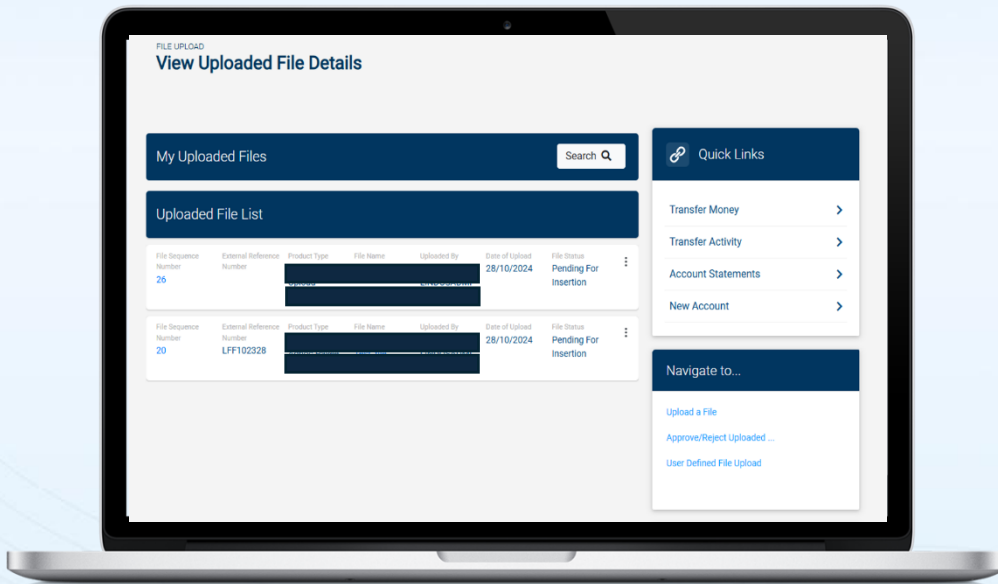 FILE UPLOAD
View Uploaded File Details
My Uploaded Files
Search
Uploaded File List
File Sequence Number
26
External Reference Number
Product Type
File Name
Uploaded By
Date of Upload
28/10/2024
File Status
Pending For
Insertion
File Sequence Number
20
External Reference Number
LFF102328
Product Type
File Name
Uploaded By
Date of Upload
28/10/2024
File Status
Pending For
Insertion
Quick Links
Transfer Money
Transfer Activity
Account Statements
New Account
Navigate to...
Upload a File
Approve/Reject Uploaded ...
User Defined File Upload